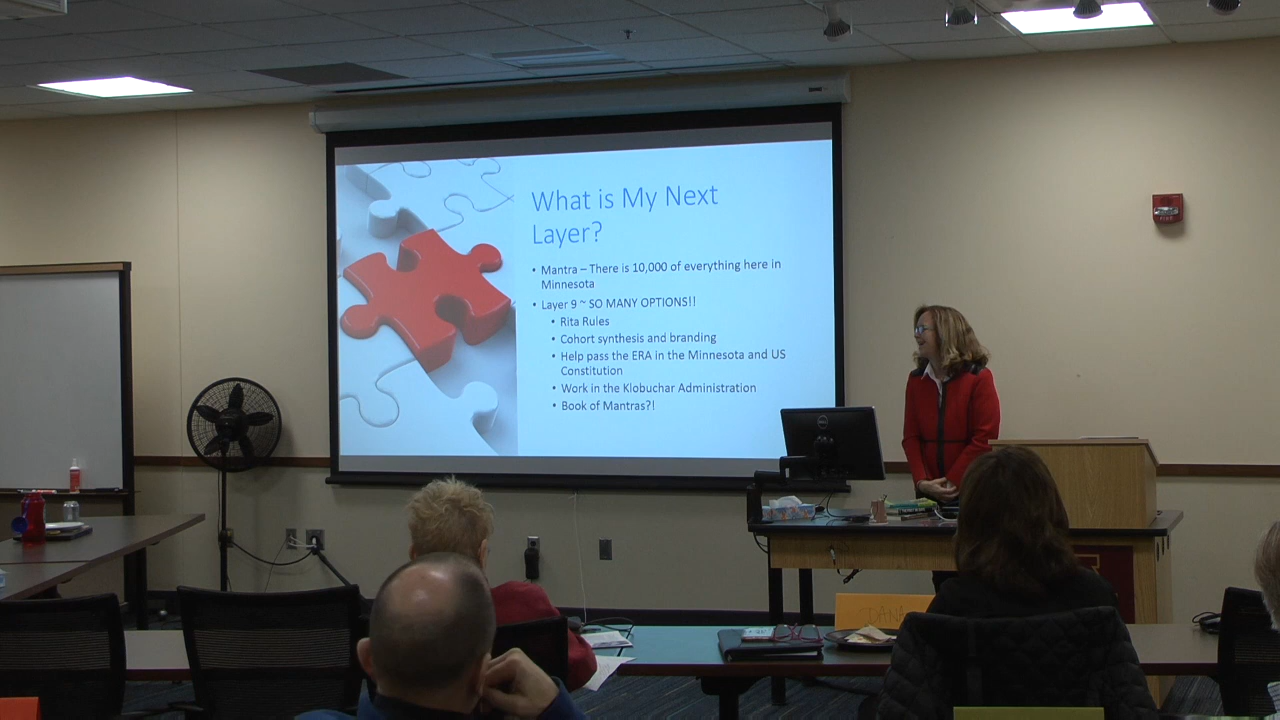 What is My Next
Layer?
• Mantra – There is 10,000 of everything here in
Minnesota
• Layer 9 ~ SO MANY OPTIONS!!
• Rita Rules
• Cohort synthesis and branding
• Help pass the ERA in the Minnesota and US
Constitution
• Work in the Klobuchar Administration
• Book of Mantras?!
FIRE
DELL